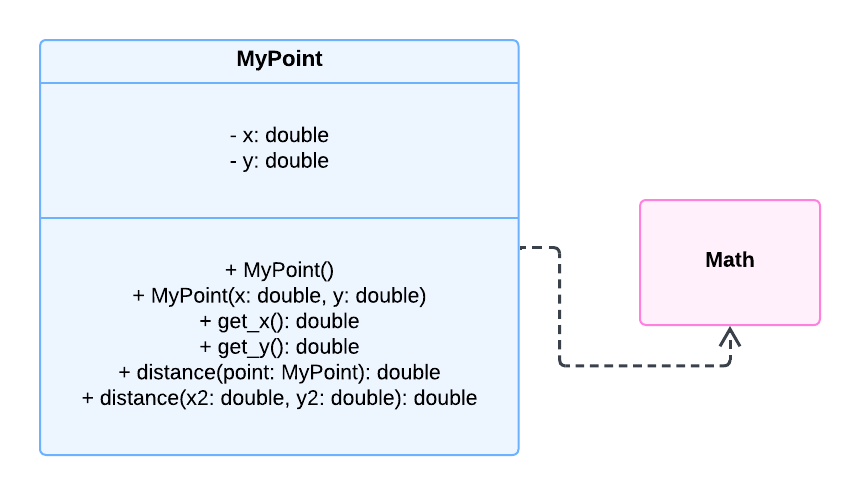 MyPoint
- x: double
- y: double
+ MyPoint()
+ MyPoint(x: double, y: double)
+ get_x(): double
+ get_y(): double
+ distance(point: MyPoint): double
+ distance(x2: double, y2: double): double
Math